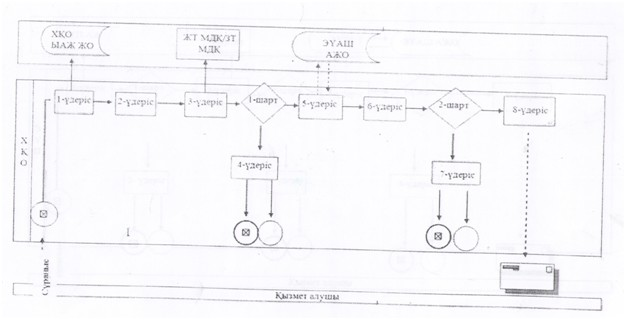 ХҚО
ЫАЖ ЖО
ЖТ МДҚ/ЗТ
МДҚ
ЭҮАШ
АЖО
ХҚО
1-үдеріс
2-үдеріс
3-үдеріс
1-шарт
5-үдеріс
6-үдеріс
2-шарт
8-үдеріс
4-үдеріс
7-үдеріс
Сұраныс
Қызмет алушы